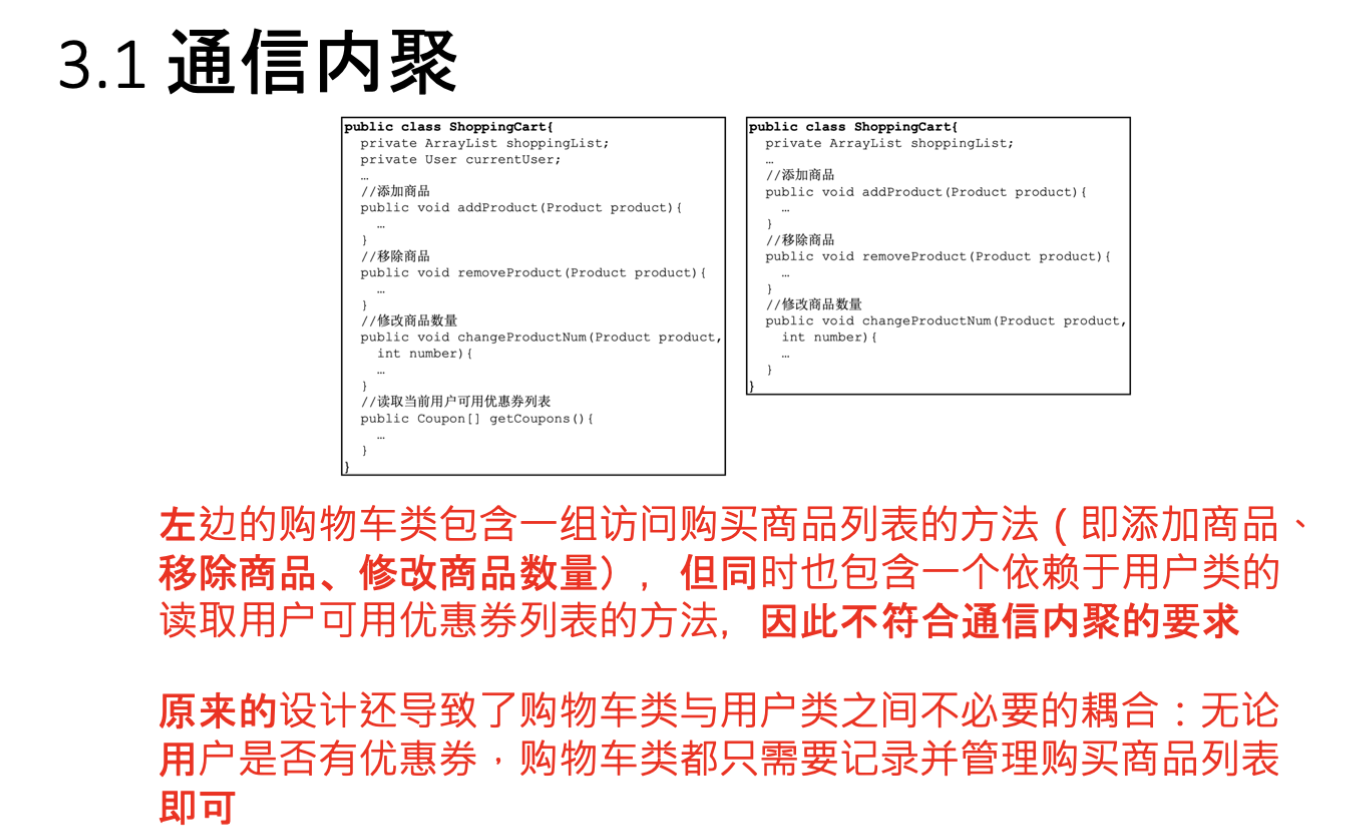 3.1 通信内聚
public class ShoppingCart{
private ArrayList shoppingList;
private User currentUser;
…
//添加商品
public void addProduct(Product product){
…
}
//移除商品
public void removeProduct(Product product){
…
}
//修改商品数量
public void changeProductNum(Product product,
int number){
…
}
//读取当前用户可用优惠券列表
public Coupon[] getCoupons(){
…
}
}
public class ShoppingCart{
private ArrayList shoppingList;
…
//添加商品
public void addProduct(Product product){
…
}
//移除商品
public void removeProduct(Product product){
…
}
//修改商品数量
public void changeProductNum(Product product,
int number){
…
}
}
左边的购物车类包含一组访问购买商品列表的方法（即添加商品、
移除商品、修改商品数量），但同时也包含一个依赖于用户类的
读取用户可用优惠券列表的方法，因此不符合通信内聚的要求
原来的设计还导致了购物车类与用户类之间不必要的耦合：无论
用户是否有优惠券，购物车类都只需要记录并管理购买商品列表
即可